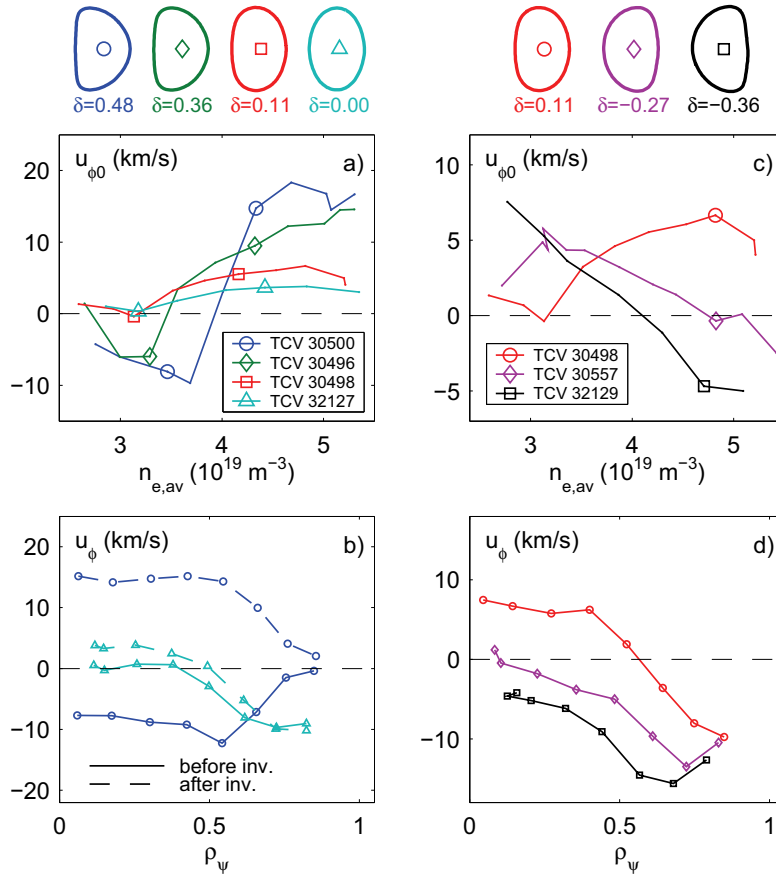 δ=0.48 δ=0.36 δ=0.11 δ=0.00
δ=0.11 δ=−0.27 δ=−0.36
u_ϕ0 (km/s) a)
20
10
0
−10
TCV 30500
TCV 30496
TCV 30498
TCV 32127
3 4 5
n_e,av (10^19 m^−3)
u_ϕ0 (km/s) c)
10
5
0
−5
TCV 30498
TCV 30557
TCV 32129
3 4 5
n_e,av (10^19 m^−3)
u_ϕ (km/s) b)
20
10
0
−10
−20
before inv.
after inv.
0 0.5 1
ρ_ψ
u_ϕ (km/s) d)
10
0
−10
0 0.5 1
ρ_ψ